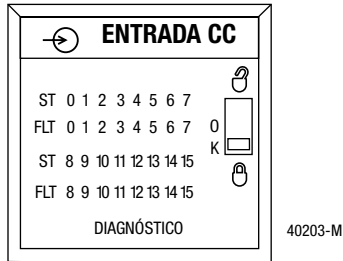 ENTRADA CC
ST 0 1 2 3 4 5 6 7
FLT 0 1 2 3 4 5 6 7 O
K
ST 8 9 10 11 12 13 14 15
FLT 8 9 10 11 12 13 14 15
DIAGNÓSTICO
40203-M